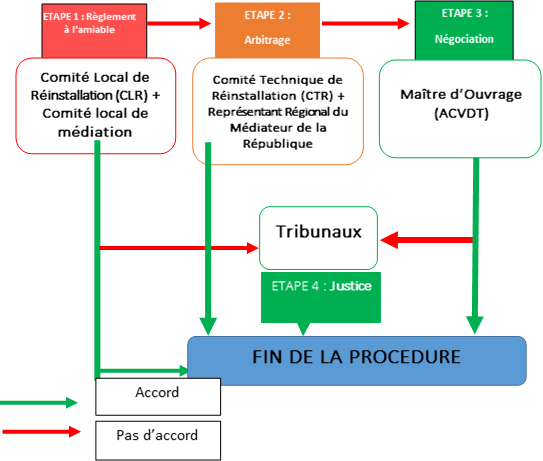 ETAPE 1 : Règlement
à l'amiable
Comité Local de
Réinstallation (CLR) +
Comité local de
médiation
ETAPE 2 :
Arbitrage
Comité Technique de
Réinstallation (CTR) +
Représentant Régional du
Médiateur de la
République
ETAPE 3 :
Négociation
Maître d'Ouvrage
(ACVDT)
Tribunaux
ETAPE 4 : Justice
FIN DE LA PROCEDURE
Accord
Pas d'accord